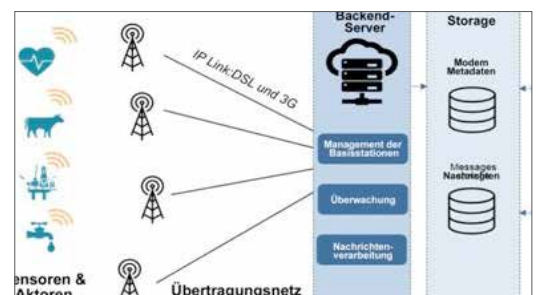 Backend-
Server
Storage
IP Link:DSL und 3G
Modem
Metadaten
Management der
Basisstationen
Messages
Überwachung
Nachrichten-
verarbeitung
ensoren &
Aktoren
Übertragungsnetz